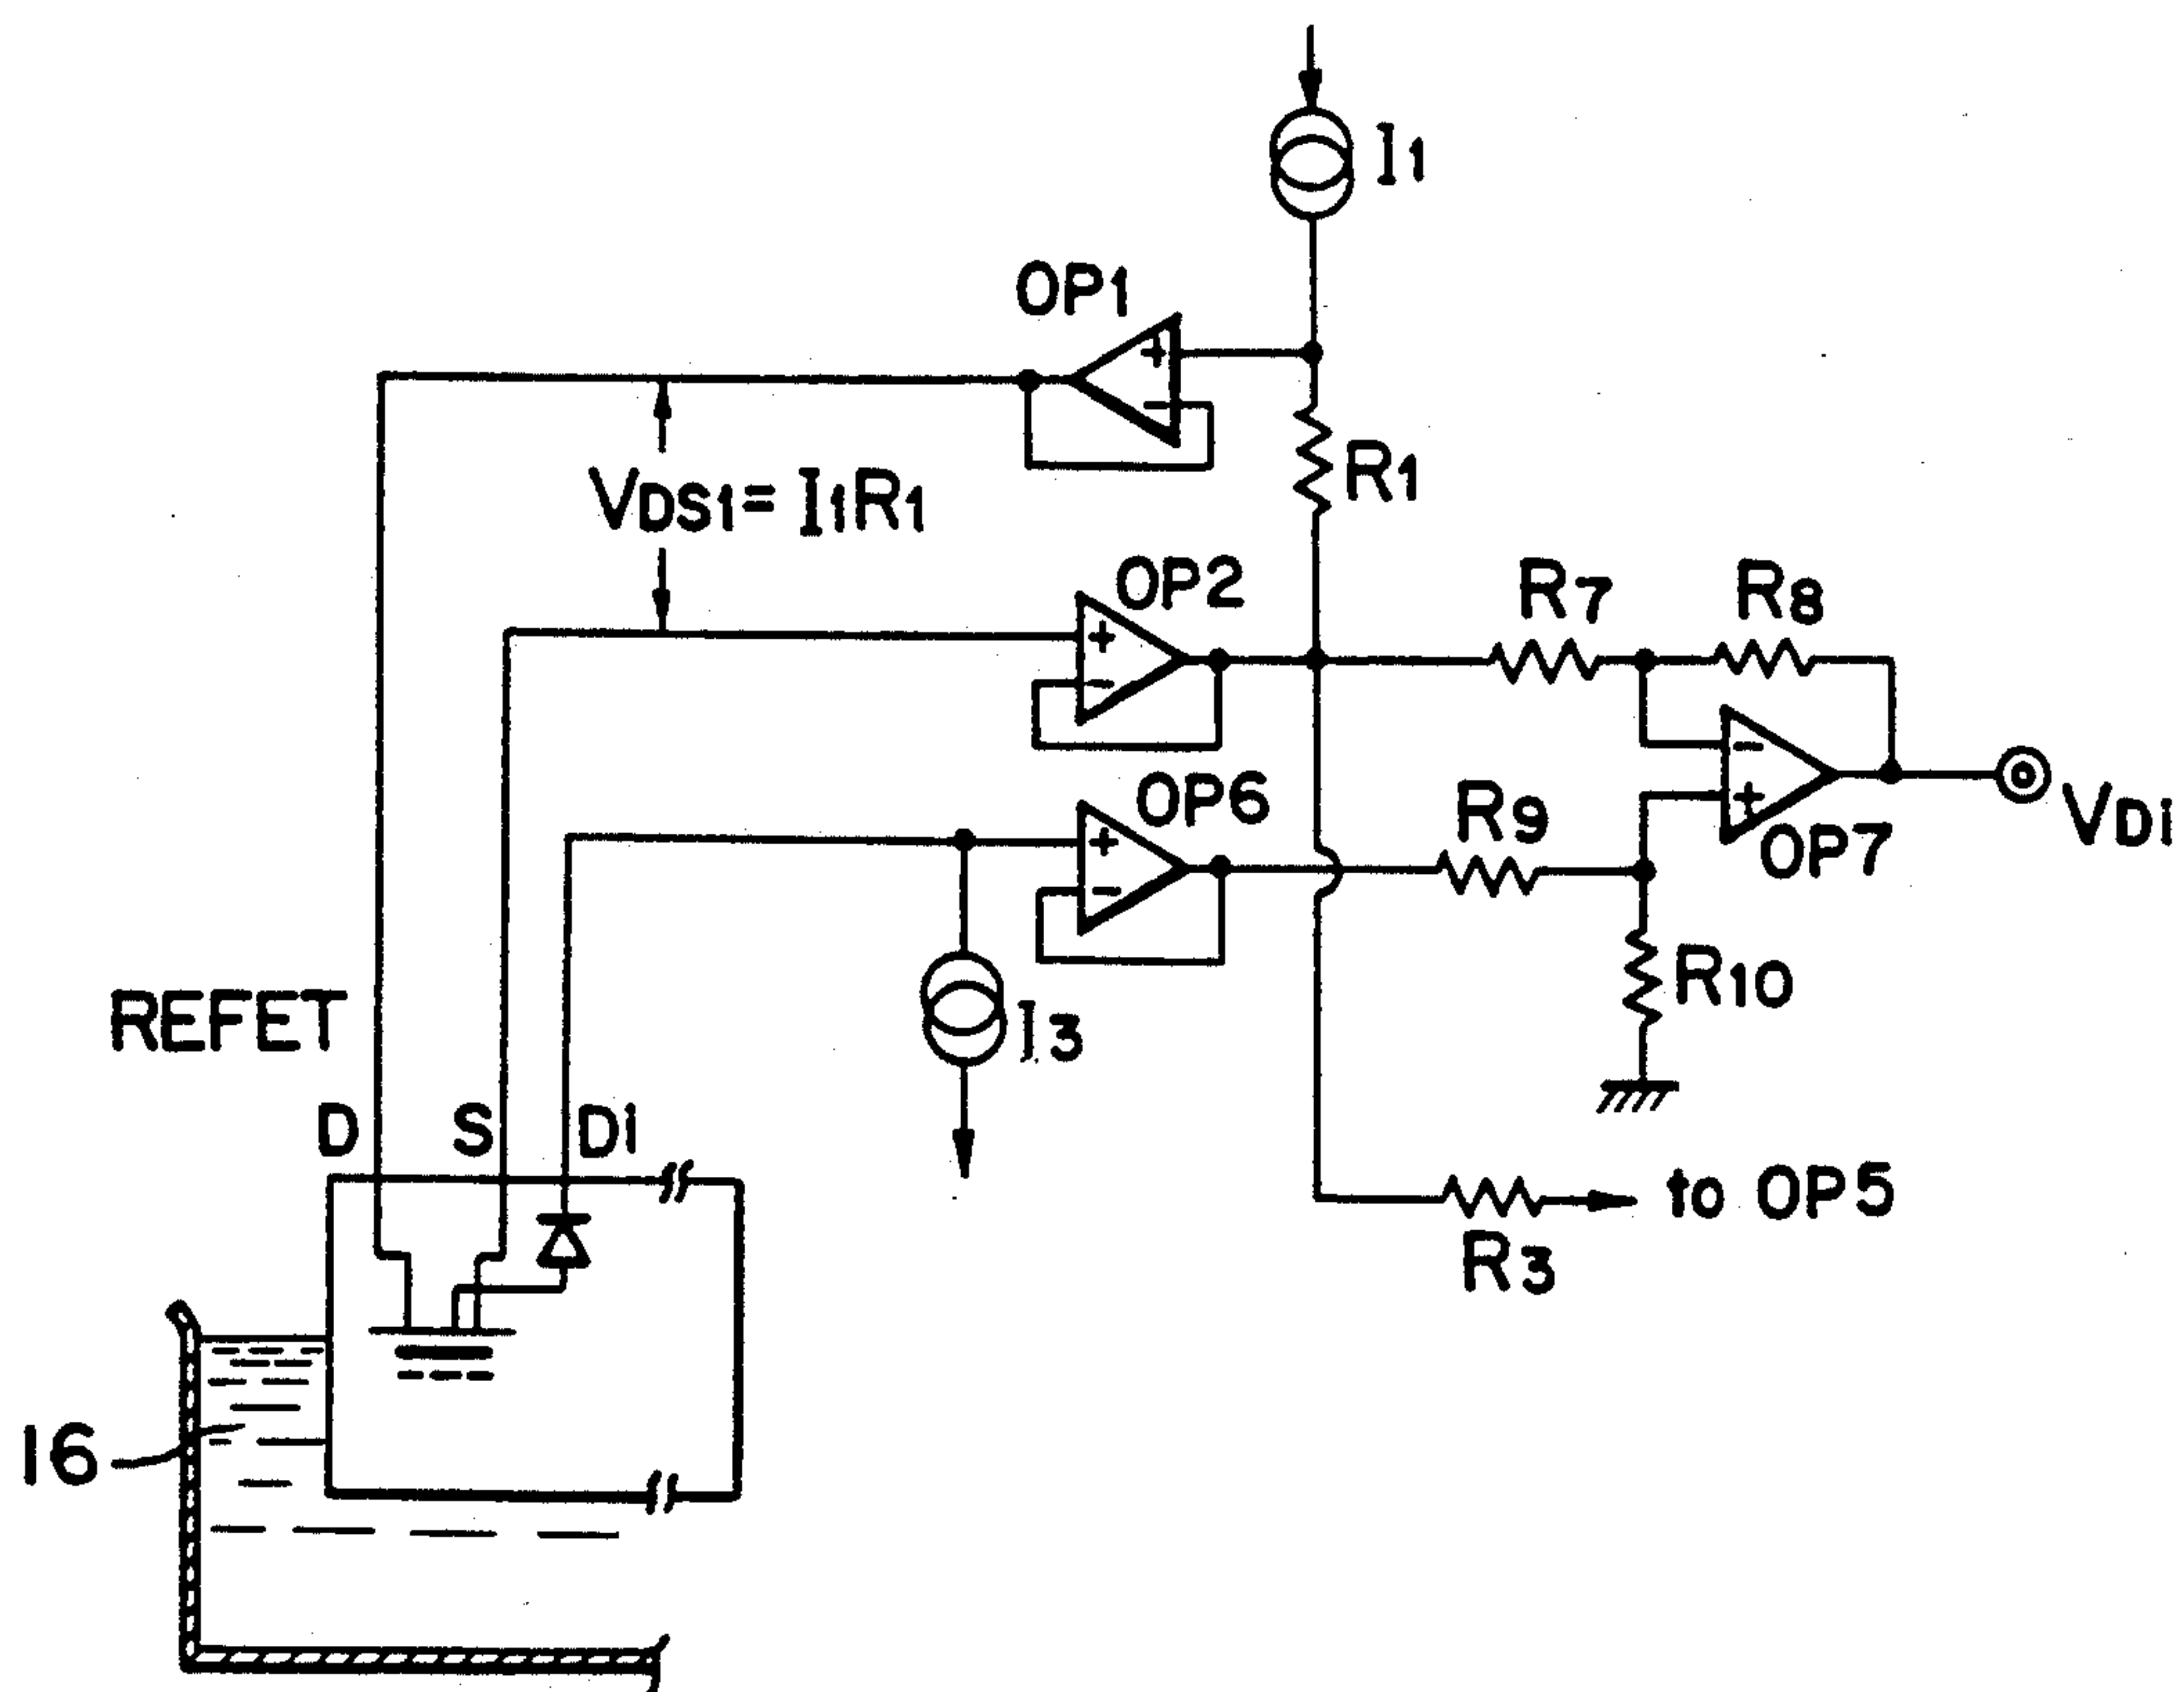 I1
OP1
+
−
R1
VDS1= I1R1
OP2
+
−
R7
R8
OP6
+
−
R9
−
+
OP7
VDi
R10
I3
REFET
D
S
Di
to OP5
R3
16